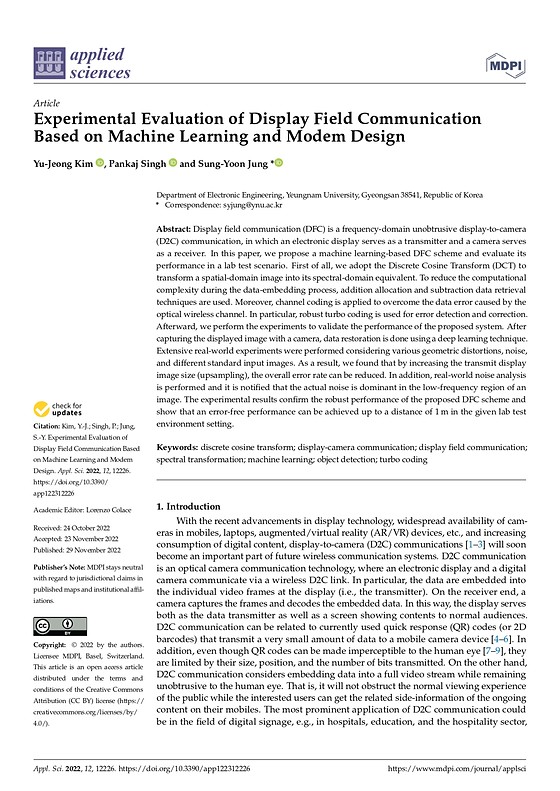 applied
sciences
MDPI
Article
Experimental Evaluation of Display Field Communication
Based on Machine Learning and Modem Design
Yu-Jeong Kim, Pankaj Singh and Sung-Yoon Jung *
Department of Electronic Engineering, Yeungnam University, Gyeongsan 38541, Republic of Korea
* Correspondence: syjung@ynu.ac.kr
Abstract: Display field communication (DFC) is a frequency-domain unobtrusive display-to-camera
(D2C) communication, in which an electronic display serves as a transmitter and a camera serves
as a receiver. In this paper, we propose a machine learning-based DFC scheme and evaluate its
performance in a lab test scenario. First of all, we adopt the Discrete Cosine Transform (DCT) to
transform a spatial-domain image into its spectral-domain equivalent. To reduce the computational
complexity during the data-embedding process, addition allocation and subtraction data retrieval
techniques are used. Moreover, channel coding is applied to overcome the data error caused by the
optical wireless channel. In particular, robust turbo coding is used for error detection and correction.
Afterward, we perform the experiments to validate the performance of the proposed system. After
capturing the displayed image with a camera, data restoration is done using a deep learning technique.
Extensive real-world experiments were performed considering various geometric distortions, noise,
and different standard input images. As a result, we found that by increasing the transmit display
image size (upsampling), the overall error rate can be reduced. In addition, real-world noise analysis
is performed and it is notified that the actual noise is dominant in the low-frequency region of an
image. The experimental results confirm the robust performance of the proposed DFC scheme and
show that an error-free performance can be achieved up to a distance of 1 m in the given lab test
environment setting.
Keywords: discrete cosine transform; display-camera communication; display field communication;
spectral transformation; machine learning; object detection; turbo coding
check for
updates
Citation: Kim, Y.-J.; Singh, P.; Jung,
S.-Y. Experimental Evaluation of
Display Field Communication Based
on Machine Learning and Modem
Design. Appl. Sci. 2022, 12, 12226.
https://doi.org/10.3390/
app122312226
Academic Editor: Lorenzo Colace
Received: 24 October 2022
Accepted: 23 November 2022
Published: 29 November 2022
Publisher's Note: MDPI stays neutral
with regard to jurisdictional claims in
published maps and institutional affil-
iations.
CC BY
Copyright: © 2022 by the authors.
Licensee MDPI, Basel, Switzerland.
This article is an open access article
distributed under the terms and
conditions of the Creative Commons
Attribution (CC BY) license (https://
creativecommons.org/licenses/by/
4.0/).
1. Introduction
With the recent advancements in display technology, widespread availability of cam-
eras in mobiles, laptops, augmented/virtual reality (AR/VR) devices, etc., and increasing
consumption of digital content, display-to-camera (D2C) communications [1–3] will soon
become an important part of future wireless communication systems. D2C communication
is an optical camera communication technology, where an electronic display and a digital
camera communicate via a wireless D2C link. In particular, the data are embedded into
the individual video frames at the display (i.e., the transmitter). On the receiver end, a
camera captures the frames and decodes the embedded data. In this way, the display serves
both as the data transmitter as well as a screen showing contents to normal audiences.
D2C communication can be related to currently used quick response (QR) codes (or 2D
barcodes) that transmit a very small amount of data to a mobile camera device [4–6]. In
addition, even though QR codes can be made imperceptible to the human eye [7–9], they
are limited by their size, position, and the number of bits transmitted. On the other hand,
D2C communication considers embedding data into a full video stream while remaining
unobtrusive to the human eye. That is, it will not obstruct the normal viewing experience
of the public while the interested users can get the related side-information of the ongoing
content on their mobiles. The most prominent application of D2C communication could
be in the field of digital signage, e.g., in hospitals, education, and the hospitality sector,
Appl. Sci. 2022, 12, 12226. https://doi.org/10.3390/app122312226
https://www.mdpi.com/journal/applsci